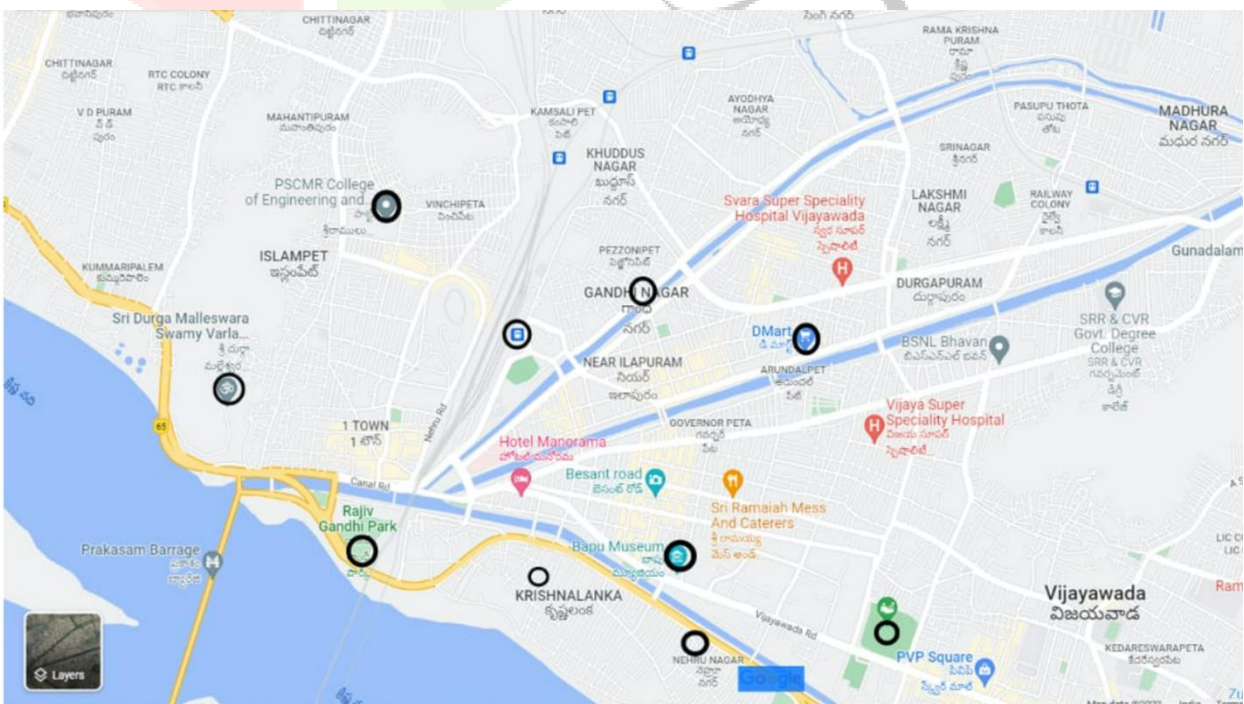 CHITTINAGAR
చిట్టినగర్
CHITTINAGAR
చిట్టినగర్
RTC COLONY
RTC కాలనీ
V D PURAM
వి డి
పురం
MAHANTIPURAM
మహంతిపురం
KAMSALI PET
కంసాలి
పేట
AYODHYA
NAGAR
అయోధ్య
నగర్
RAMA KRISHNA
PURAM
రామా
క్రిష్ణ
పురం
PASUPU THOTA
పసుపు
తోట
MADHURA
NAGAR
మధుర నగర్
SRINAGAR
శ్రీనగర్
KHUDDUS
NAGAR
ఖుద్దూస్
నగర్
PSCMR College
of Engineering and...
శ్రీరాములు...
VINCHIPETA
వించిపేట
Svara Super Speciality
Hospital Vijayawada
స్వర సూపర్
స్పెషాలిటీ
LAKSHMI
NAGAR
లక్ష్మీ
నగర్
RAILWAY
COLONY
రైల్వే
కాలనీ
ISLAMPET
ఇస్లంపేట్
PEZZONIPET
పెజ్జోనిపేట్
KUMMARIPALEM
కుమ్మరిపాలెం
Gunadalam
GANDHI NAGAR
గాంధీ
నగర్
DURGAPURAM
దుర్గాపురం
Sri Durga Malleswara
Swamy Varla...
శ్రీ దుర్గా
మల్లేశ్వర
DMart
డి మార్ట్
BSNL Bhavan
బిఎస్ఎన్ఎల్ భవన్
SRR & CVR
Govt. Degree
College
SRR & CVR
గవర్నమెంట్
డిగ్రీ
కాలేజ్
NEAR ILAPURAM
నియర్
ఇలాపురం
ARUNDALPET
అరుండల్
పేట్
65
1 TOWN
1 టౌన్
Nehru Rd
GOVERNOR PETA
గవర్నర్
పేట
Vijaya Super
Speciality Hospital
విజయ సూపర్
స్పెషాలిటీ
Hotel Manorama
హోటల్ మనోరమ
Besant road
బీసెంట్ రోడ్
Canal Rd
Sri Ramaiah Mess
And Caterers
శ్రీ రామయ్య
మెస్ అండ్
Rajiv
Gandhi Park
పార్క్
Prakasam Barrage
ప్రకాశం
బ్యారేజీ
Bapu Museum
బాపు
మ్యూజియం
KRISHNALANKA
కృష్ణలంక
Vijayawada Rd
Vijayawada
విజయవాడ
NEHRU NAGAR
నెహ్రూ
నగర్
PVP Square
పివిపి
స్క్వేర్ మాల్
KEDARESWARAPETA
కేదరేస్వరపేట
Layers
Google